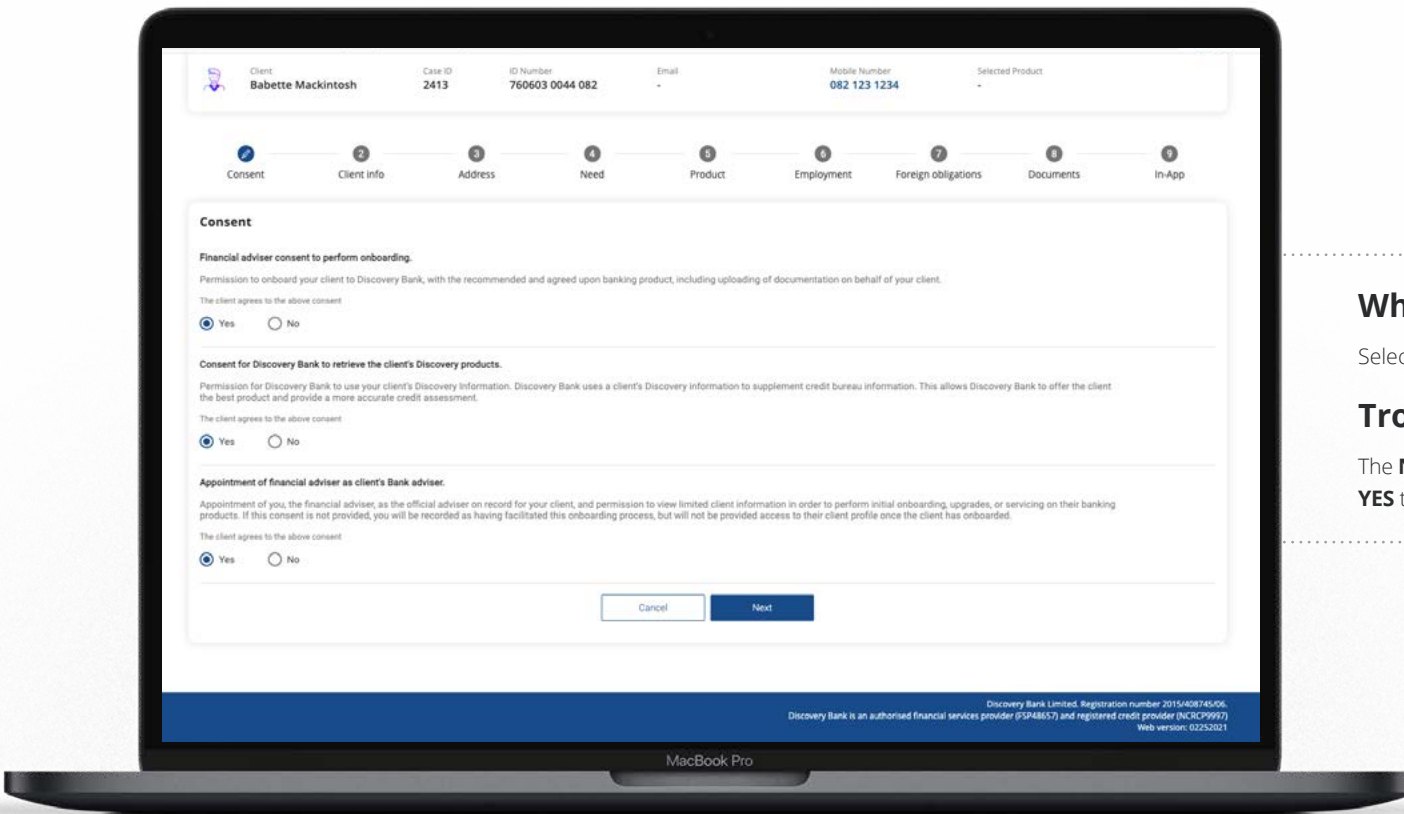 Client Case ID ID Number Email Mobile Number Selected Product
Babette Mackintosh 2413 760603 0044 082 - 082 123 1234 -
2 3 4 5 6 7 8 9
Consent Client info Address Need Product Employment Foreign obligations Documents In-App
Consent
Financial adviser consent to perform onboarding.
Permission to onboard your client to Discovery Bank, with the recommended and agreed upon banking product, including uploading of documentation on behalf of your client.
The client agrees to the above consent
Yes No
Consent for Discovery Bank to retrieve the client's Discovery products.
Permission for Discovery Bank to use your client's Discovery Information. Discovery Bank uses a client's Discovery information to supplement credit bureau information. This allows Discovery Bank to offer the client
the best product and provide a more accurate credit assessment.
The client agrees to the above consent
Yes No
Appointment of financial adviser as client's Bank adviser.
Appointment of you, the financial adviser, as the official adviser on record for your client, and permission to view limited client information in order to perform initial onboarding, upgrades, or servicing on their banking
products. If this consent is not provided, you will be recorded as having facilitated this onboarding process, but will not be provided access to their client profile once the client has onboarded.
The client agrees to the above consent
Yes No
Cancel Next
Discovery Bank Limited. Registration number 2015/408745/06.
Discovery Bank is an authorised financial services provider (FSP48657) and registered credit provider (NCRCP9997)
Web version: 02252021
MacBook Pro
Wh
Selec
Tro
The
YES t